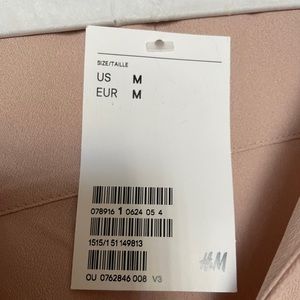 SIZE/TAILLE
US M
EUR M
078916 1 0624 05 4
1515/1 51149813
H&M
OU 0762846 008 V3